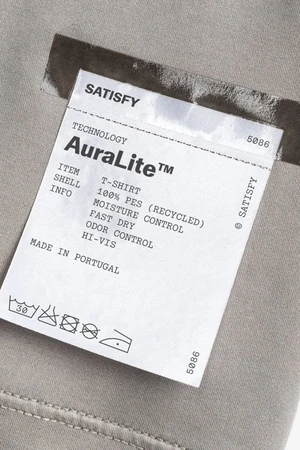 SATISFY
5086
TECHNOLOGY
AuraLite™
ITEM T-SHIRT
SHELL 100% PES (RECYCLED)
INFO MOISTURE CONTROL
FAST DRY
ODOR CONTROL
HI-VIS
MADE IN PORTUGAL
© SATISFY
30
5086